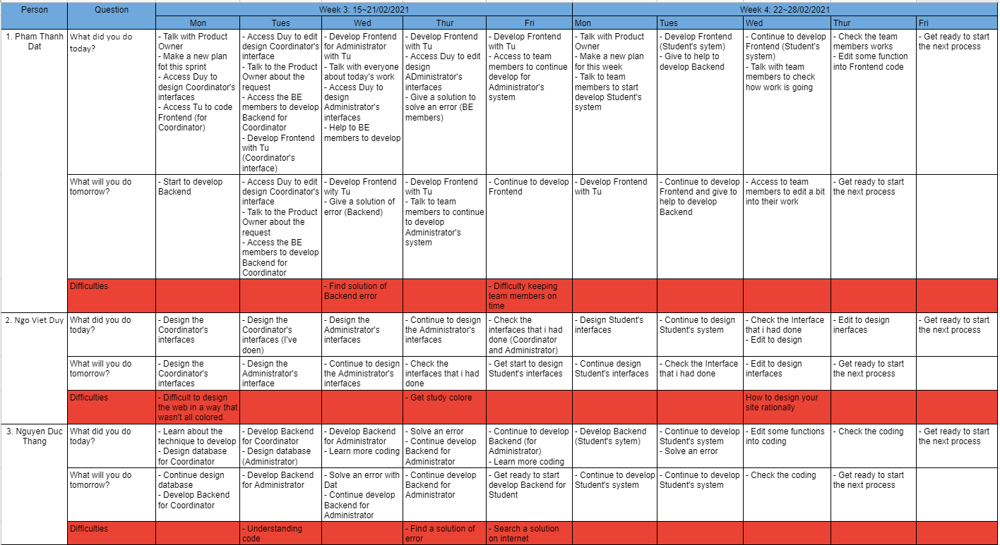 Person
Question
Week 3: 15~21/02/2021
Week 4: 22~28/02/2021
Mon
Tues
Wed
Thur
Fri
Mon
Tues
Wed
Thur
Fri
1. Pham Thanh
Dat
What did you do
today?
- Talk with Product
Owner
- Make a new plan
fot this sprint
- Access Duy to
design Coordinator's
interfaces
- Access Tu to code
Frontend (for
Coordinator)
- Access Duy to edit
design Coordinator's
interface
- Talk to the Product
Owner about the
request
- Access the BE
members to develop
Backend for
Coordinator
- Develop Frontend
with Tu
(Coordinator's
interface)
- Develop Frontend
for Administrator
with Tu
- Talk with everyone
about today's work
- Access Duy to
design
Administrator's
interfaces
- Help to BE
members to develop
- Develop Frontend
with Tu
- Access Duy to edit
design
ADministrator's
interfaces
- Give a solution to
solve an error (BE
members)
- Develop Frontend
with Tu
- Access to team
members to continue
develop for
Administrator's
system
- Talk with Product
Owner
- Make a new plan
for this week
- Talk to team
members to start
develop Student's
system
- Develop Frontend
(Student's sytem)
- Give to help to
develop Backend
- Continue to develop
Frontend (Student's
system)
- Talk with team
members to check
how work is going
- Check the team
members works
- Edit some function
into Frontend code
- Get ready to start
the next process
What will you do
tomorrow?
- Start to develop
Backend
- Access Duy to edit
design Coordinator's
interface
- Talk to the Product
Owner about the
request
- Access the BE
members to develop
Backend for
Coordinator
- Develop Frontend
wity Tu
- Give a solution of
error (Backend)
- Develop Frontend
with Tu
- Talk to team
members to continue
to develop
Administrator's
system
- Continue to develop
Frontend
- Develop Frontend
with Tu
- Continue to develop
Frontend and give to
help to develop
Backend
- Access to team
members to edit a bit
into their work
- Get ready to start
the next process
Difficulties
- Find solution of
Backend error
- Difficulty keeping
team members on
time
2. Ngo Viet Duy
What did you do
today?
- Design the
Coordinator's
interfaces
- Design the
Coordinator's
interfaces (I've
doen)
- Design the
Administrator's
interfaces
- Continue to design
the Administrator's
interfaces
- Check the
interfaces that i had
done (Coordinator
and Administrator)
- Design Student's
interfaces
- Continue to design
Student's system
- Check the Interface
that i had done
- Edit to design
- Edit to design
inerfaces
- Get ready to start
the next process
What will you do
tomorrow?
- Design the
Coordinator's
interfaces
- Design the
Administrator's
interface
- Continue to design
the Administrator's
interfaces
- Check the
interfaces that i had
done
- Get start to design
Student's interfaces
- Continue design
Student's interfaces
- Check the Interface
that i had done
- Edit to design
interfaces
- Get ready to start
the next process
Difficulties
- Difficult to design
the web in a way that
wasn't all colored.
- Get study colore
How to design your
site rationally
3. Nguyen Duc
Thang
What did you do
today?
- Learn about the
technique to develop
- Design database
for Coordinator
- Develop Backend
for Coordinator
- Design database
(Administrator)
- Develop Backend
for Administrator
- Learn more coding
- Solve an error
- Continue develop
Backend for
Administrator
- Continue to develop
Backend (for
Administrator)
- Learn more coding
- Develop Backend
(Student's sytem)
- Continue to develop
Student's system
- Solve an error
- Edit some functions
into coding
- Check the coding
- Get ready to start
the next process
What will you do
tomorrow?
- Continue design
database
- Develop Backend
for Coordinator
- Develop Backend
for Administrator
- Solve an error with
Dat
- Continue develop
Backend for
Administrator
- Continue develop
Backend for
Administrator
- Get ready to start
develop Backend for
Student
- Continue to develop
Student's system
- Continue to develop
Student's system
- Check the coding
- Get ready to start
the next process
Difficulties
- Understanding
code
- Find a solution of
error
- Search a solution
on internet